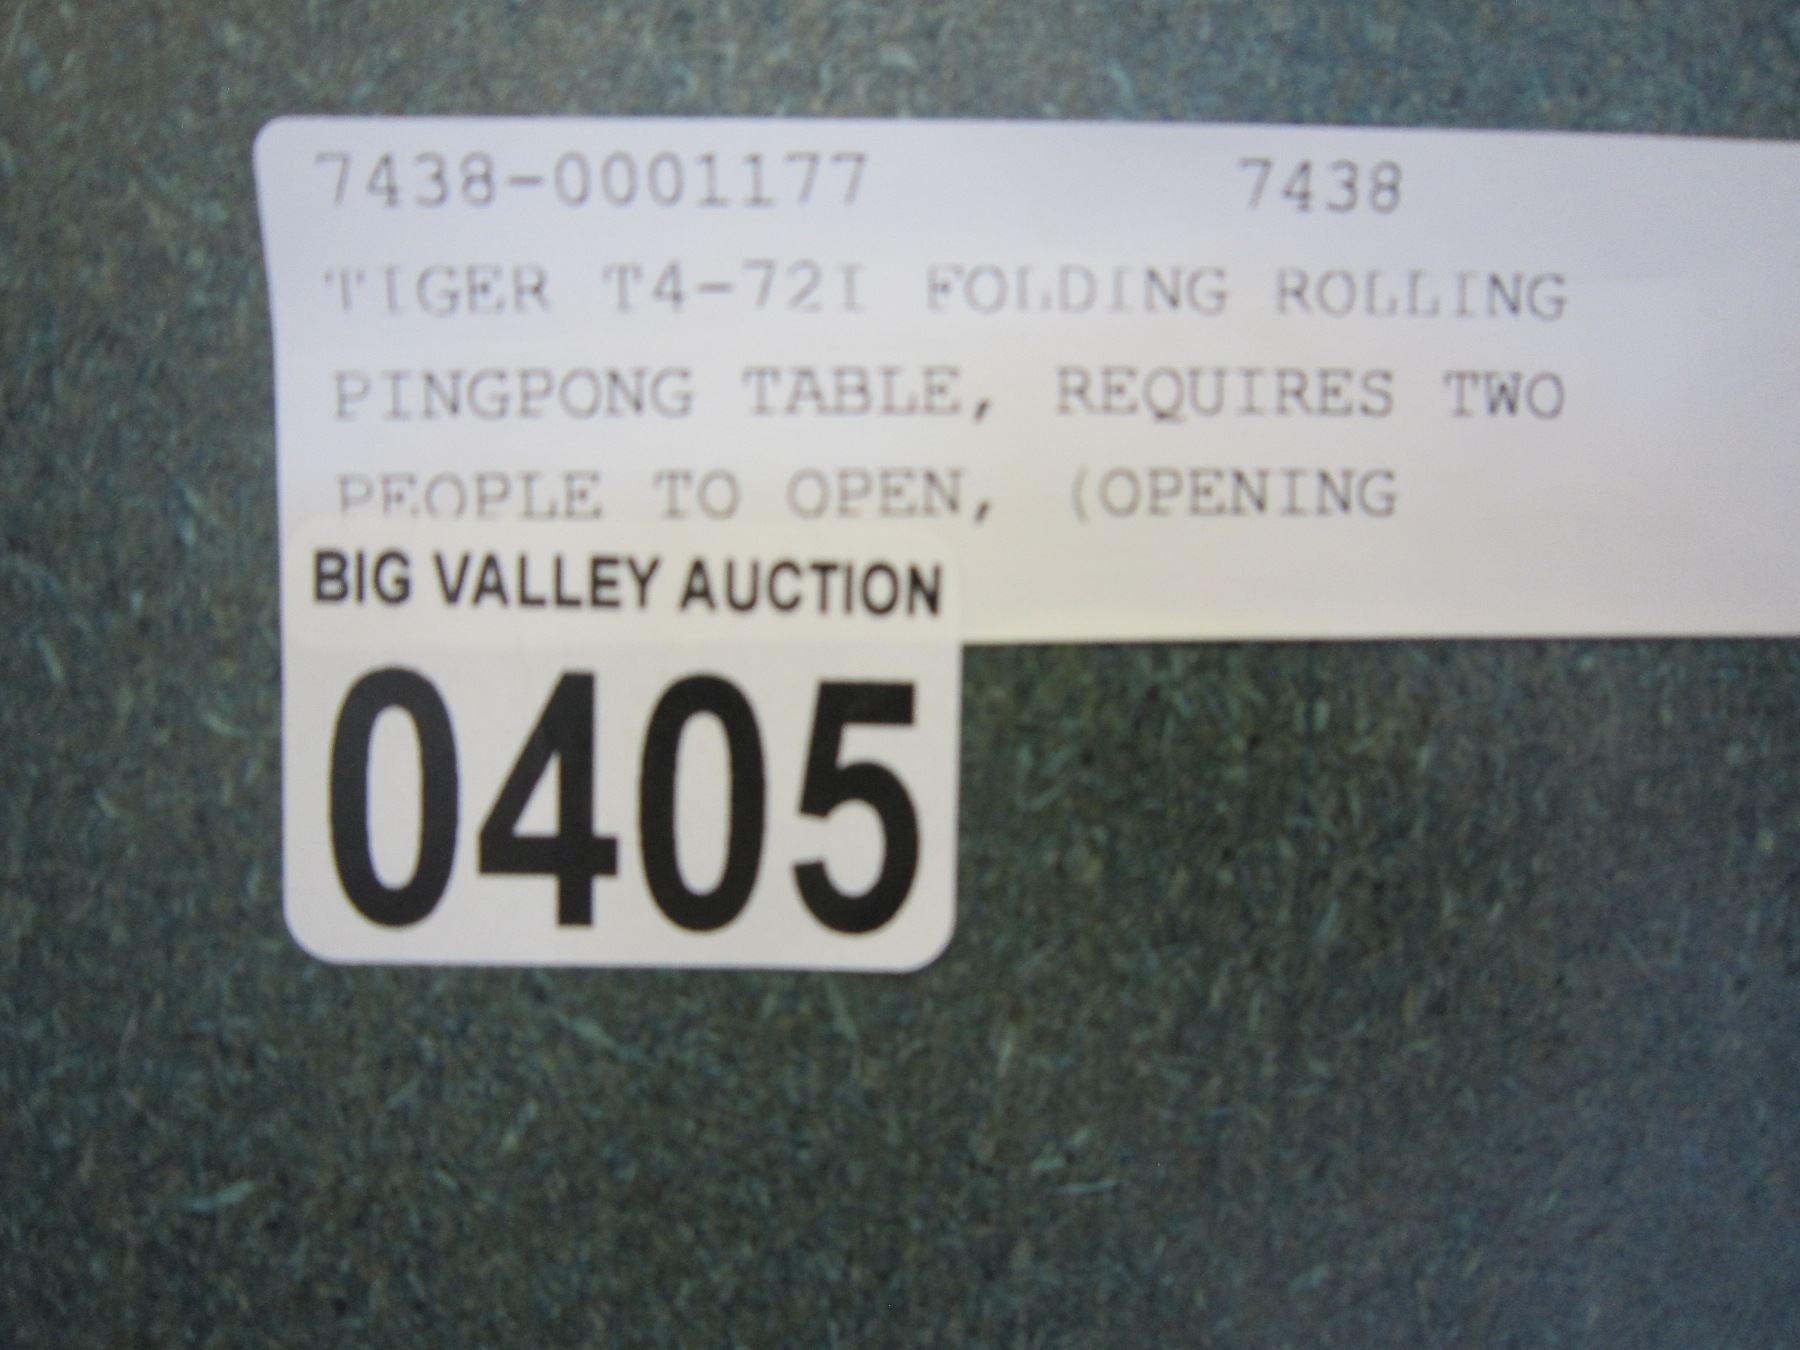 7438-0001177 7438
TIGER T4-72I FOLDING ROLLING
PINGPONG TABLE, REQUIRES TWO
PEOPLE TO OPEN, (OPENING
BIG VALLEY AUCTION
0405